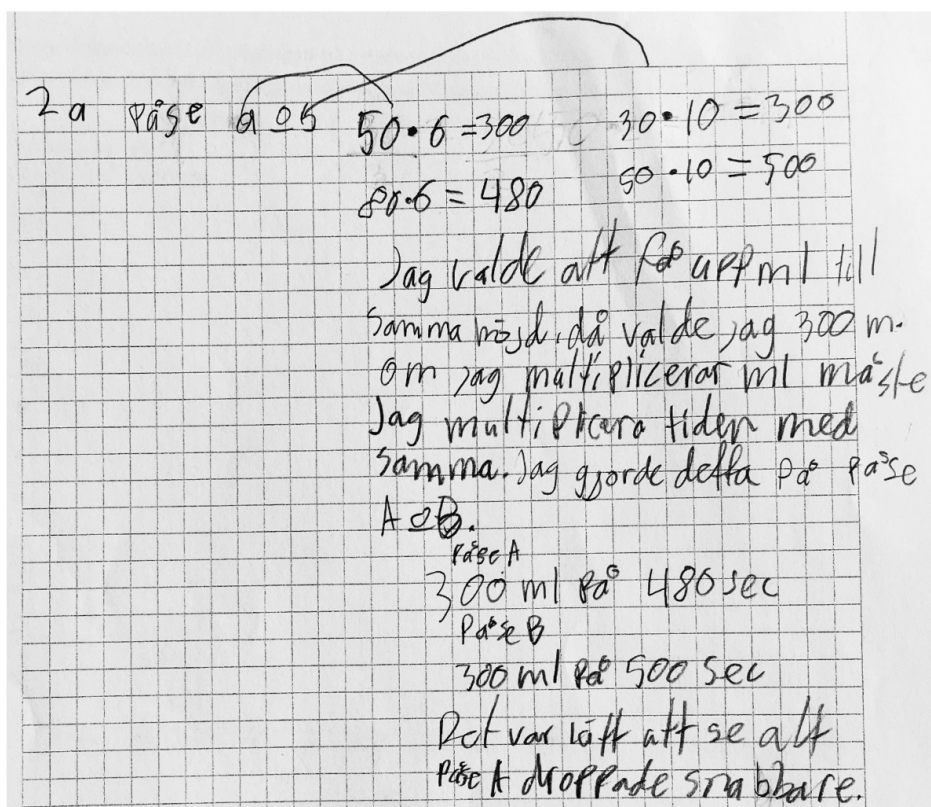 2a påse a o b 50·6=300 30·10=300
80·6=480 50·10=500
Jag valde att få upp ml till
samma höjd, då valde jag 300 m.
Om jag multiplicerar ml måste
Jag multiplicera tiden med
samma. Jag gjorde detta på påse
A o B.
Påse A
300 ml på 480 sec
Påse B
300 ml på 500 sec
Det var lätt att se att
Påse A droppade snabbare.